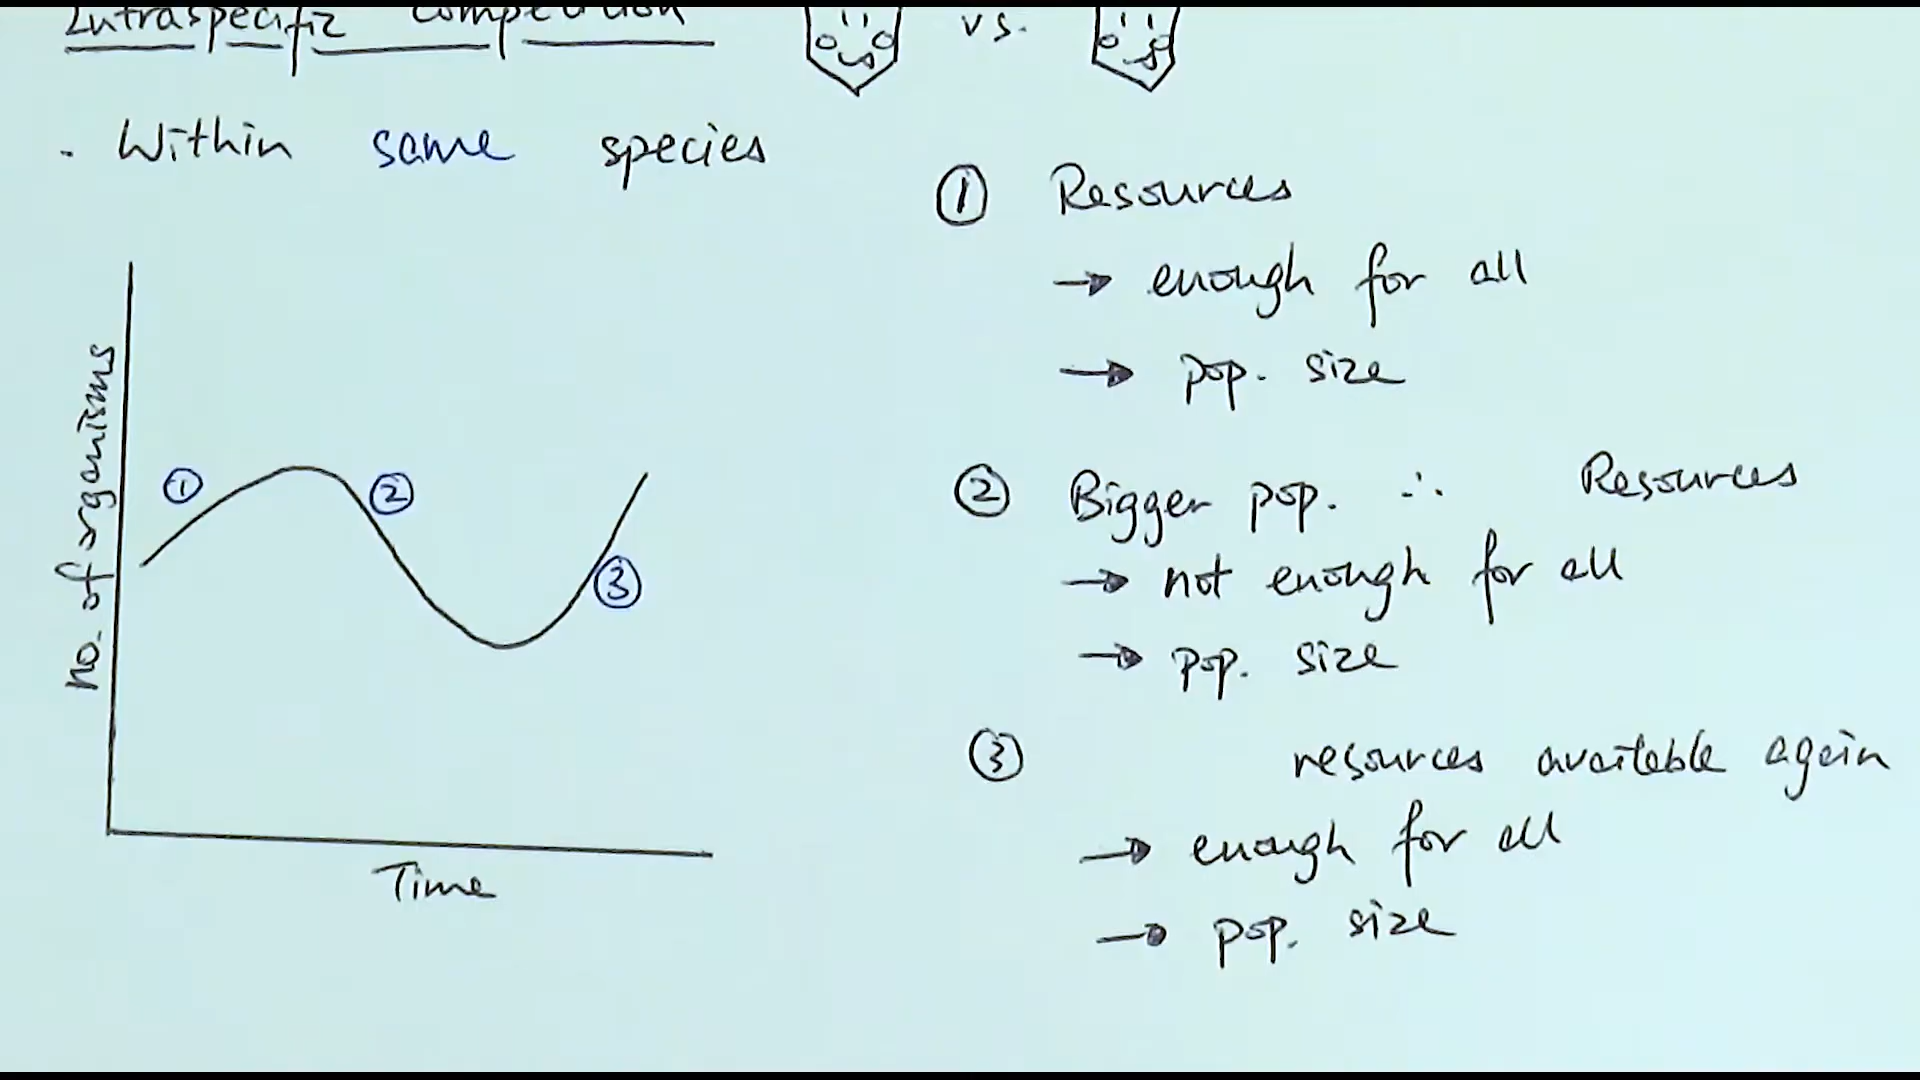 Intraspecific competition
vs.
. Within same species
No. of organisms
①
②
③
Time
① Resources
→ enough for all
→ pop. size
② Bigger pop. ∴ Resources
→ not enough for all
→ pop. size
③ resources available again
→ enough for all
→ pop. size